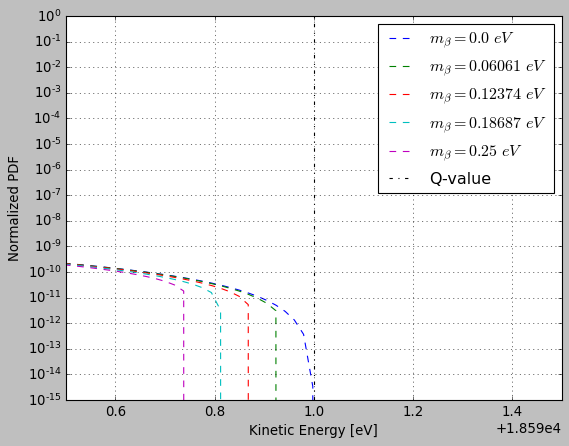 10^0
10^-1
10^-2
10^-3
10^-4
10^-5
10^-6
10^-7
10^-8
10^-9
10^-10
10^-11
10^-12
10^-13
10^-14
10^-15
Normalized PDF
m_β = 0.0 eV
m_β = 0.06061 eV
m_β = 0.12374 eV
m_β = 0.18687 eV
m_β = 0.25 eV
Q-value
0.6 0.8 1.0 1.2 1.4
Kinetic Energy [eV]
+1.859e4